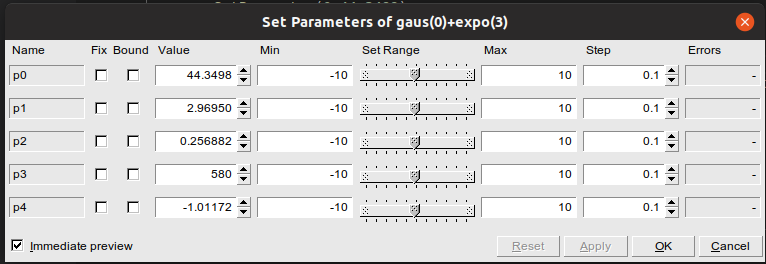 Set Parameters of gaus(0)+expo(3)
Name Fix Bound Value Min Set Range Max Step Errors
p0 44.3498 -10 10 0.1 -
p1 2.96950 -10 10 0.1 -
p2 0.256882 -10 10 0.1 -
p3 580 -10 10 0.1 -
p4 -1.01172 -10 10 0.1 -
Immediate preview Reset Apply OK Cancel